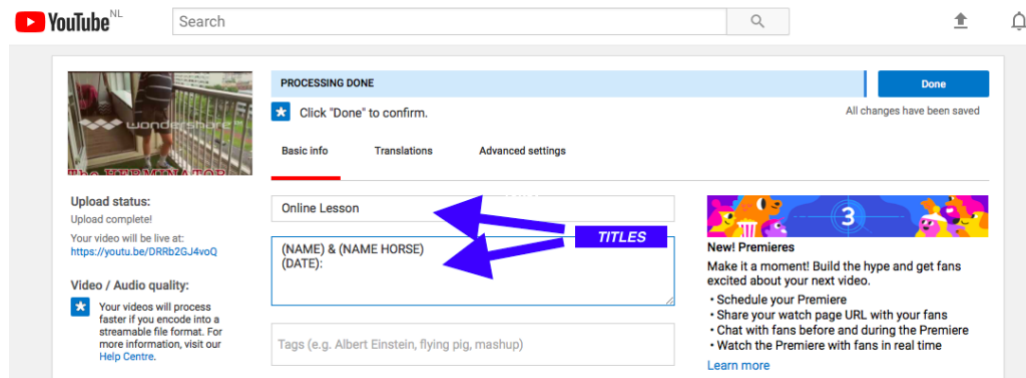 YouTube NL
Search
wondershare
The HERMINATOR
PROCESSING DONE
Done
Click "Done" to confirm.
All changes have been saved
Basic info
Translations
Advanced settings
Upload status:
Upload complete!
Your video will be live at:
https://youtu.be/DRRb2GJ4voQ
Video / Audio quality:
Your videos will process
faster if you encode into a
streamable file format. For
more information, visit our
Help Centre.
Online Lesson
TITLES
(NAME) & (NAME HORSE)
(DATE):
Tags (e.g. Albert Einstein, flying pig, mashup)
3
New! Premieres
Make it a moment! Build the hype and get fans
excited about your next video.
• Schedule your Premiere
• Share your watch page URL with your fans
• Chat with fans before and during the Premiere
• Watch the Premiere with fans in real time
Learn more